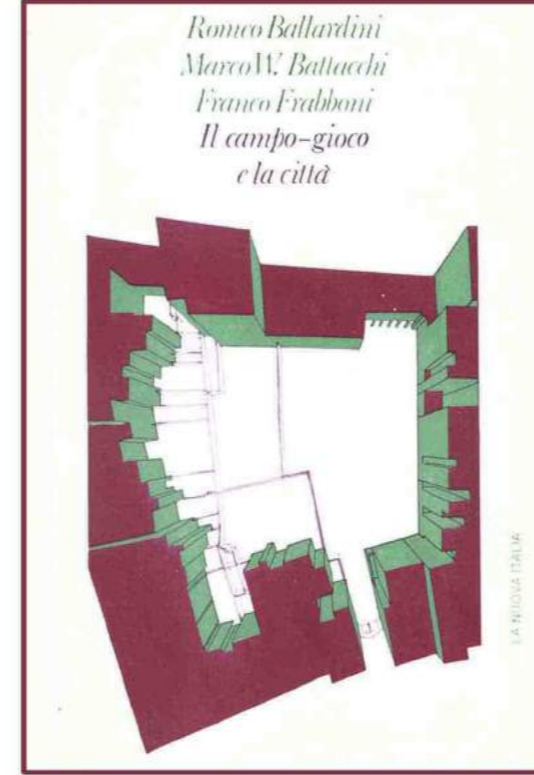 Romeo Ballardini
Marco W. Battacchi
Franco Frabboni
Il campo-gioco
e la città
LA NUOVA ITALIA